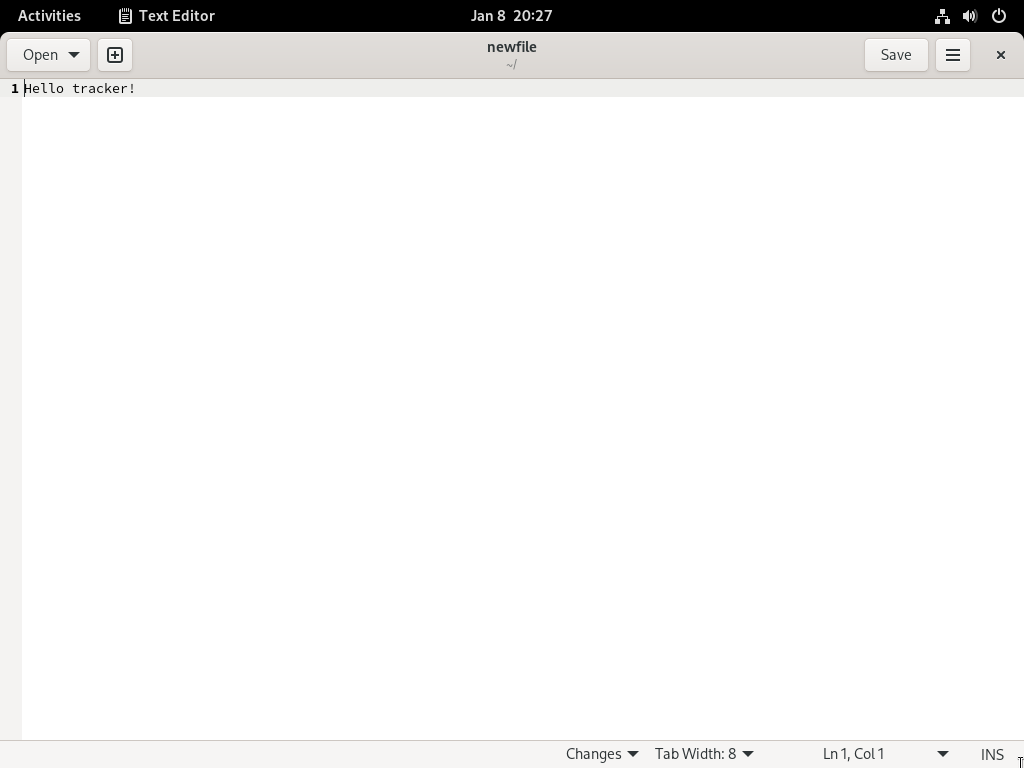 Activities Text Editor Jan 8 20:27
Open newfile Save
~/
1 Hello tracker!
Changes Tab Width: 8 Ln 1, Col 1 INS